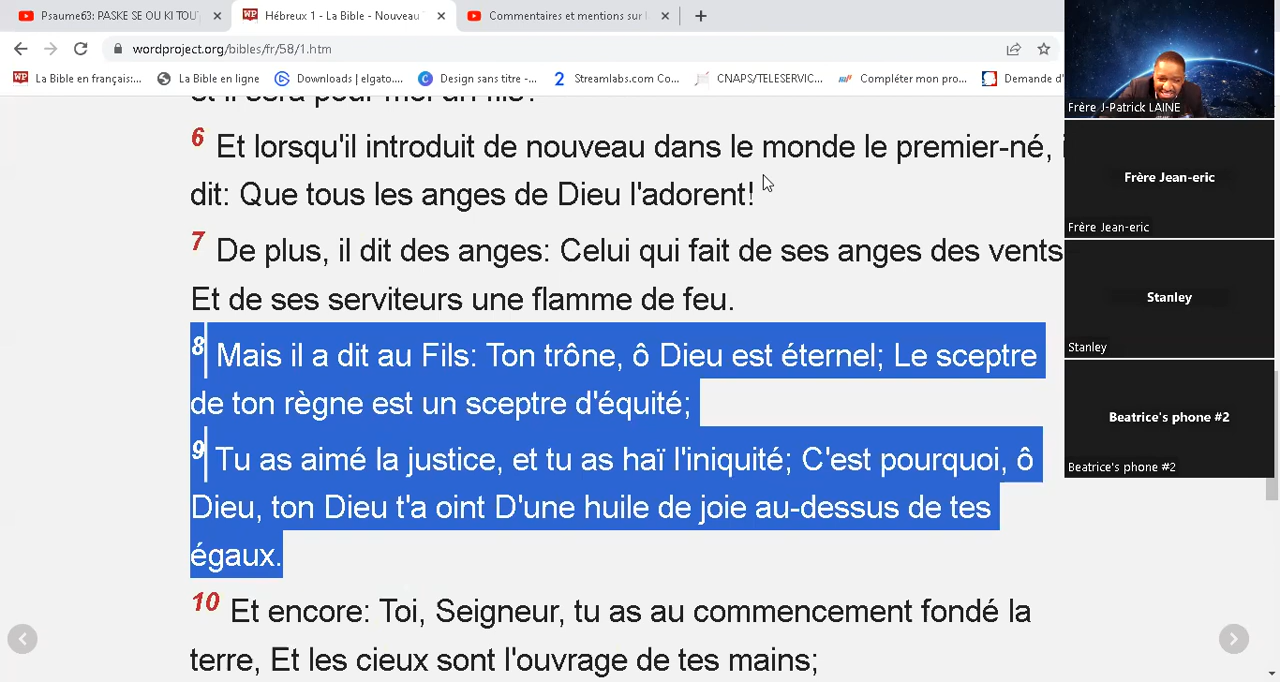 Psaume63: PASKE SE OU KI TOU
Hébreux 1 - La Bible - Nouveau
Commentaires et mentions sur
wordproject.org/bibles/fr/58/1.htm
La Bible en français:...
La Bible en ligne
Downloads | elgato....
Design sans titre -...
Streamlabs.com Co...
CNAPS/TELESERVIC...
Compléter mon pro...
Demande d'
et il sera pour moi un fils?
6 Et lorsqu'il introduit de nouveau dans le monde le premier-né,
dit: Que tous les anges de Dieu l'adorent!
7 De plus, il dit des anges: Celui qui fait de ses anges des vents
Et de ses serviteurs une flamme de feu.
8 Mais il a dit au Fils: Ton trône, ô Dieu est éternel; Le sceptre
de ton règne est un sceptre d'équité;
9 Tu as aimé la justice, et tu as haï l'iniquité; C'est pourquoi, ô
Dieu, ton Dieu t'a oint D'une huile de joie au-dessus de tes
égaux.
10 Et encore: Toi, Seigneur, tu as au commencement fondé la
terre, Et les cieux sont l'ouvrage de tes mains;
Frère J-Patrick LAINE
Frère Jean-eric
Frère Jean-eric
Stanley
Stanley
Beatrice's phone #2
Beatrice's phone #2